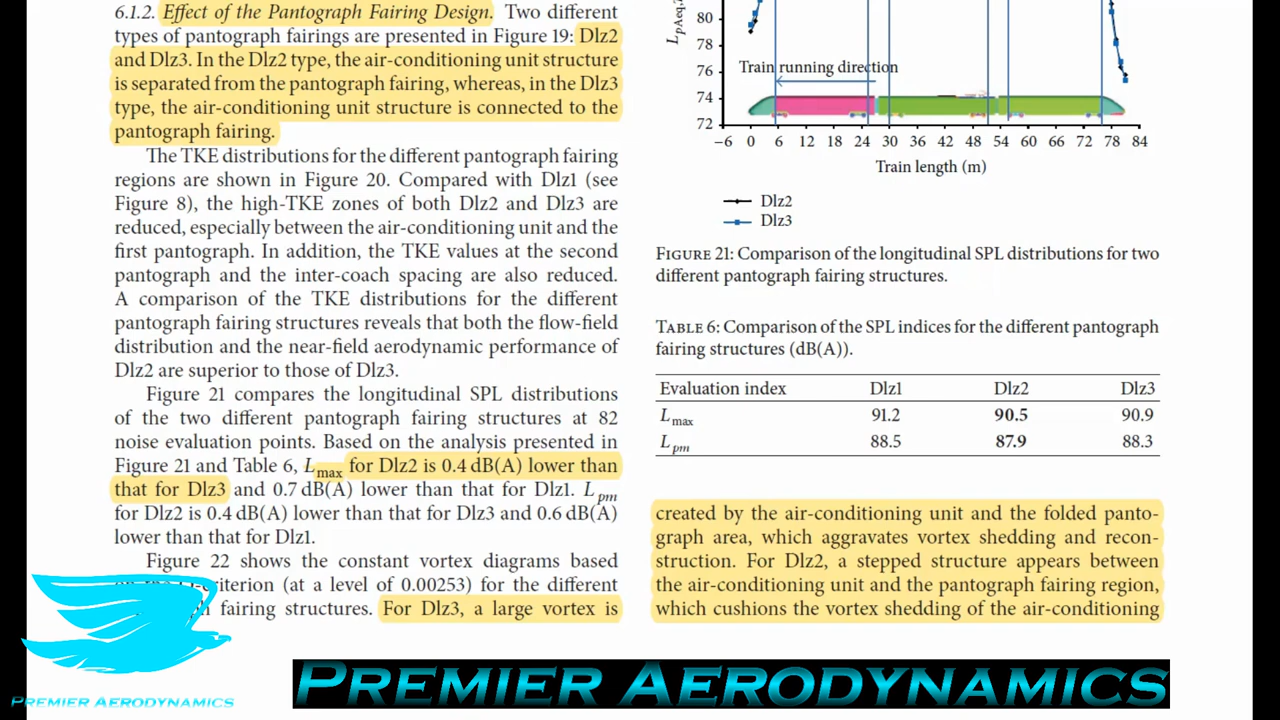 6.1.2. Effect of the Pantograph Fairing Design. Two different
types of pantograph fairings are presented in Figure 19: Dlz2
and Dlz3. In the Dlz2 type, the air-conditioning unit structure
is separated from the pantograph fairing, whereas, in the Dlz3
type, the air-conditioning unit structure is connected to the
pantograph fairing.
The TKE distributions for the different pantograph fairing
regions are shown in Figure 20. Compared with Dlz1 (see
Figure 8), the high-TKE zones of both Dlz2 and Dlz3 are
reduced, especially between the air-conditioning unit and the
first pantograph. In addition, the TKE values at the second
pantograph and the inter-coach spacing are also reduced.
A comparison of the TKE distributions for the different
pantograph fairing structures reveals that both the flow-field
distribution and the near-field aerodynamic performance of
Dlz2 are superior to those of Dlz3.
Figure 21 compares the longitudinal SPL distributions
of the two different pantograph fairing structures at 82
noise evaluation points. Based on the analysis presented in
Figure 21 and Table 6, Lmax for Dlz2 is 0.4 dB(A) lower than
that for Dlz3 and 0.7 dB(A) lower than that for Dlz1. Lpm
for Dlz2 is 0.4 dB(A) lower than that for Dlz3 and 0.6 dB(A)
lower than that for Dlz1.
Figure 22 shows the constant vortex diagrams based
(at a level of 0.00253) for the different
fairing structures. For Dlz3, a large vortex is
80
78
76
74
72
Train running direction
−6 0 6 12 18 24 30 36 42 48 54 60 66 72 78 84
Train length (m)
Dlz2
Dlz3
Figure 21: Comparison of the longitudinal SPL distributions for two
different pantograph fairing structures.
Table 6: Comparison of the SPL indices for the different pantograph
fairing structures (dB(A)).
Evaluation index Dlz1 Dlz2 Dlz3
Lmax 91.2 90.5 90.9
Lpm 88.5 87.9 88.3
created by the air-conditioning unit and the folded panto-
graph area, which aggravates vortex shedding and recon-
struction. For Dlz2, a stepped structure appears between
the air-conditioning unit and the pantograph fairing region,
which cushions the vortex shedding of the air-conditioning
Premier Aerodynamics
Premier Aerodynamics